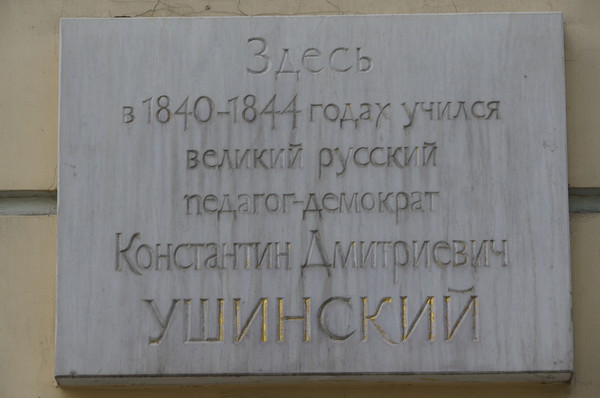 Здесь
в 1840-1844 годах учился
великий русский
педагог-демократ
Константин Дмитриевич
УШИНСКИЙ